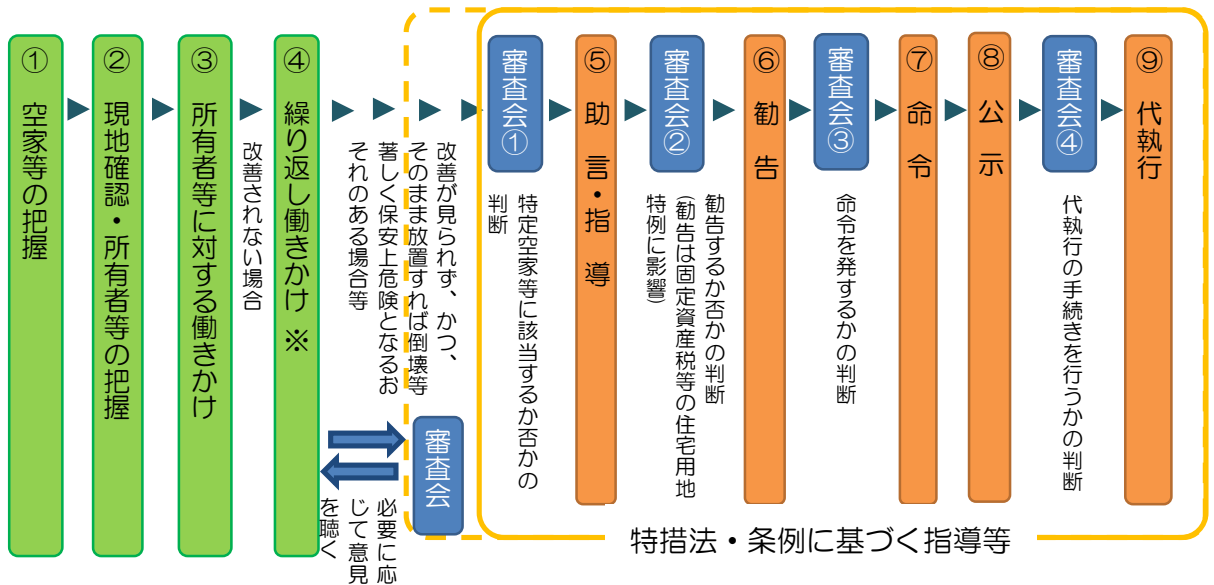 ① 空家等の把握
② 現地確認・所有者等の把握
③ 所有者等に対する働きかけ
改善されない場合
④ 繰り返し働きかけ ※
改善が見られず、かつ、
そのまま放置すれば倒壊等
著しく保安上危険となるお
それのある場合等
審査会
必要に応
じて意見
を聴く
審査会①
特定空家等に該当するか否かの
判断
⑤ 助言・指導
審査会②
勧告するか否かの判断
(勧告は固定資産税等の住宅用地
特例に影響)
⑥ 勧告
審査会③
命令を発するかの判断
⑦ 命令
⑧ 公示
審査会④
代執行の手続きを行うかの判断
⑨ 代執行
特措法・条例に基づく指導等